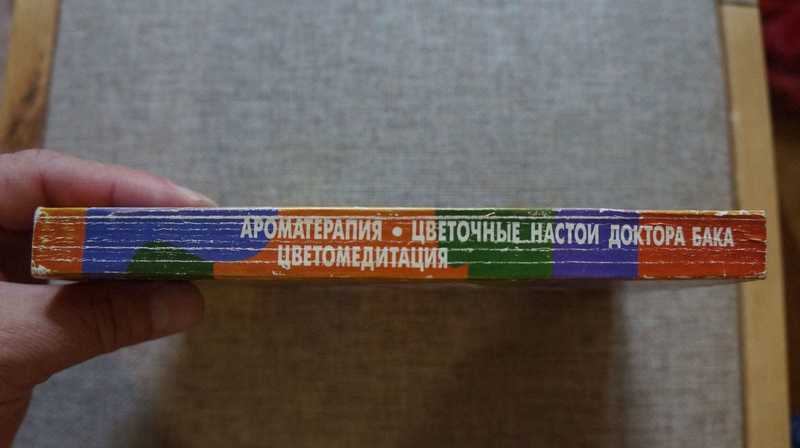 АРОМАТЕРАПИЯ • ЦВЕТОЧНЫЕ НАСТОИ ДОКТОРА БАКА
ЦВЕТОМЕДИТАЦИЯ